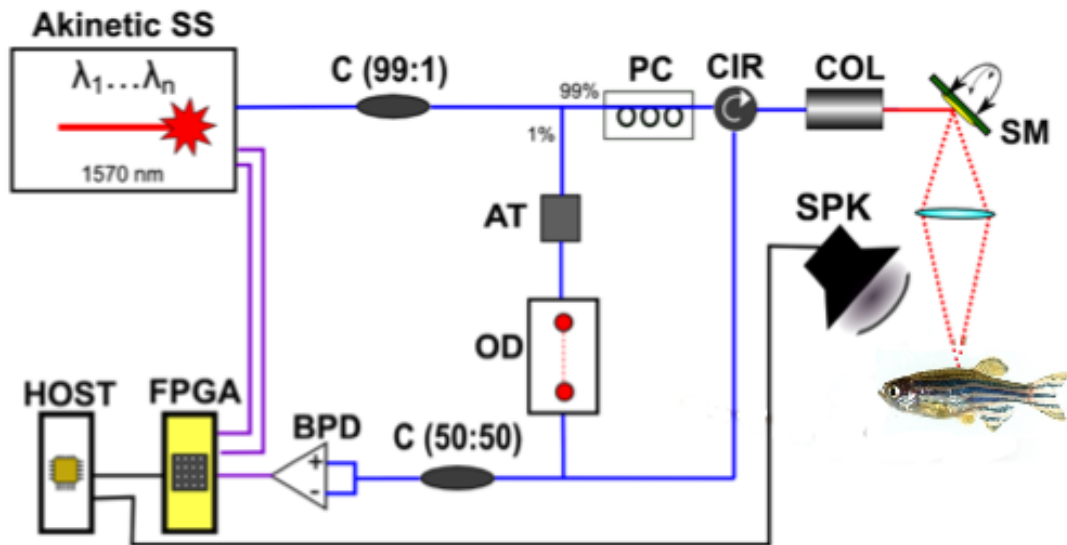 Akinetic SS
λ1...λn
1570 nm
C (99:1)
99%
1%
PC
CIR
COL
SM
AT
SPK
OD
HOST
FPGA
BPD
+
-
C (50:50)